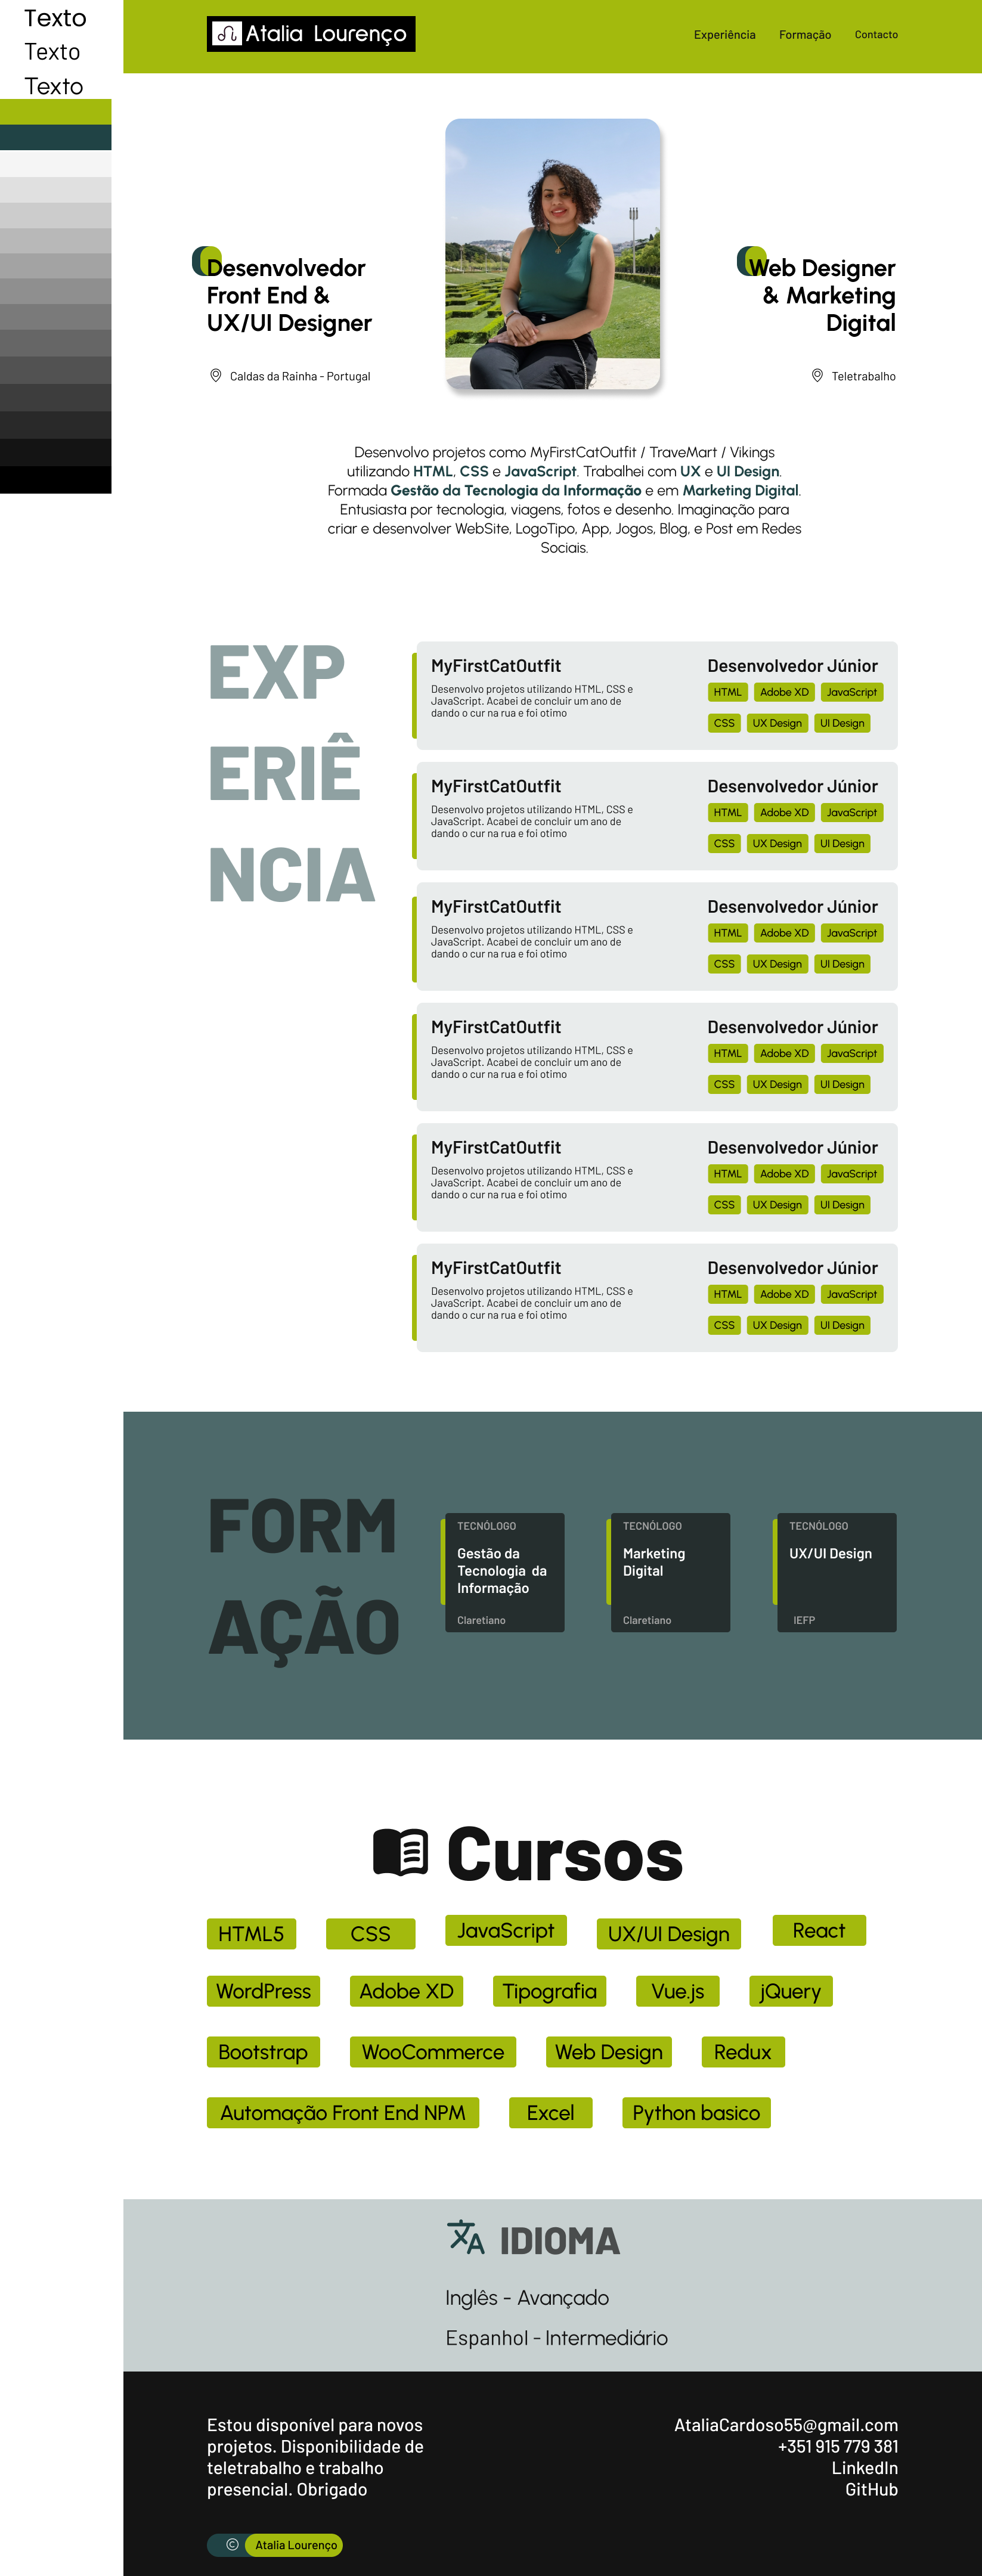 Texto
Texto
Texto
Atalia Lourenço
Experiência Formação Contacto
Desenvolvedor
Front End &
UX/UI Designer
Caldas da Rainha - Portugal
Web Designer
& Marketing
Digital
Teletrabalho
Desenvolvo projetos como MyFirstCatOutfit / TraveMart / Vikings
utilizando HTML, CSS e JavaScript. Trabalhei com UX e UI Design.
Formada Gestão da Tecnologia da Informação e em Marketing Digital.
Entusiasta por tecnologia, viagens, fotos e desenho. Imaginação para
criar e desenvolver WebSite, LogoTipo, App, Jogos, Blog, e Post em Redes
Sociais.
EXP
ERIÊ
NCIA
MyFirstCatOutfit
Desenvolvo projetos utilizando HTML, CSS e
JavaScript. Acabei de concluir um ano de
dando o cur na rua e foi otimo
Desenvolvedor Júnior
HTML Adobe XD JavaScript
CSS UX Design UI Design
MyFirstCatOutfit
Desenvolvo projetos utilizando HTML, CSS e
JavaScript. Acabei de concluir um ano de
dando o cur na rua e foi otimo
Desenvolvedor Júnior
HTML Adobe XD JavaScript
CSS UX Design UI Design
MyFirstCatOutfit
Desenvolvo projetos utilizando HTML, CSS e
JavaScript. Acabei de concluir um ano de
dando o cur na rua e foi otimo
Desenvolvedor Júnior
HTML Adobe XD JavaScript
CSS UX Design UI Design
MyFirstCatOutfit
Desenvolvo projetos utilizando HTML, CSS e
JavaScript. Acabei de concluir um ano de
dando o cur na rua e foi otimo
Desenvolvedor Júnior
HTML Adobe XD JavaScript
CSS UX Design UI Design
MyFirstCatOutfit
Desenvolvo projetos utilizando HTML, CSS e
JavaScript. Acabei de concluir um ano de
dando o cur na rua e foi otimo
Desenvolvedor Júnior
HTML Adobe XD JavaScript
CSS UX Design UI Design
MyFirstCatOutfit
Desenvolvo projetos utilizando HTML, CSS e
JavaScript. Acabei de concluir um ano de
dando o cur na rua e foi otimo
Desenvolvedor Júnior
HTML Adobe XD JavaScript
CSS UX Design UI Design
FORM
AÇÃO
TECNÓLOGO
Gestão da
Tecnologia da
Informação
Claretiano
TECNÓLOGO
Marketing
Digital
Claretiano
TECNÓLOGO
UX/UI Design
IEFP
Cursos
HTML5 CSS JavaScript UX/UI Design React
WordPress Adobe XD Tipografia Vue.js jQuery
Bootstrap WooCommerce Web Design Redux
Automação Front End NPM Excel Python basico
IDIOMA
Inglês - Avançado
Espanhol - Intermediário
Estou disponível para novos
projetos. Disponibilidade de
teletrabalho e trabalho
presencial. Obrigado
AtaliaCardoso55@gmail.com
+351 915 779 381
LinkedIn
GitHub
© Atalia Lourenço